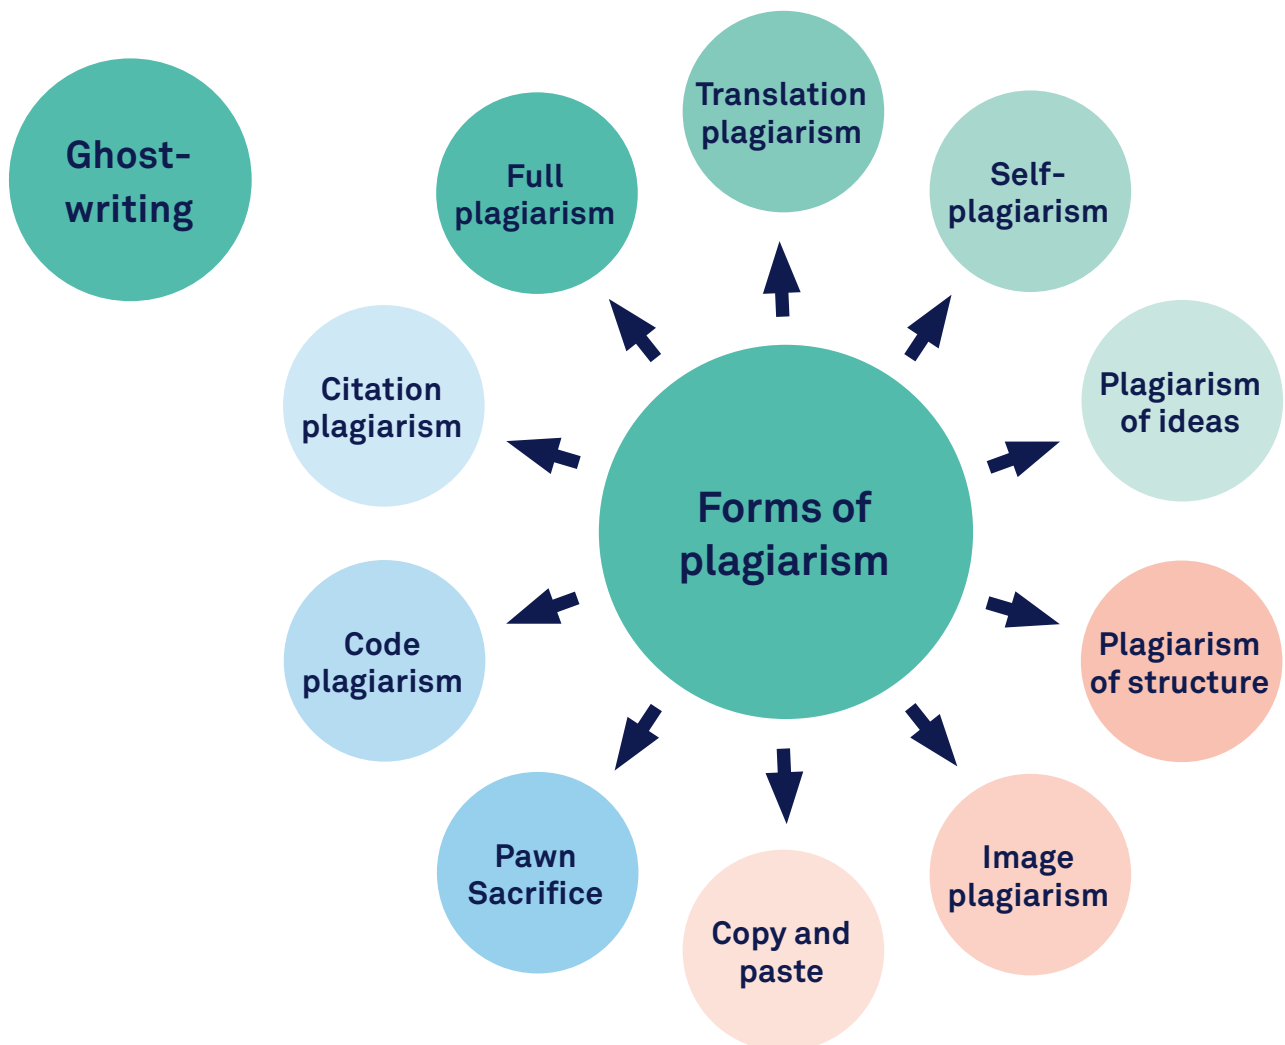 Ghost-
writing
Full
plagiarism
Translation
plagiarism
Self-
plagiarism
Plagiarism
of ideas
Plagiarism
of structure
Image
plagiarism
Copy and
paste
Pawn
Sacrifice
Code
plagiarism
Citation
plagiarism
Forms of
plagiarism